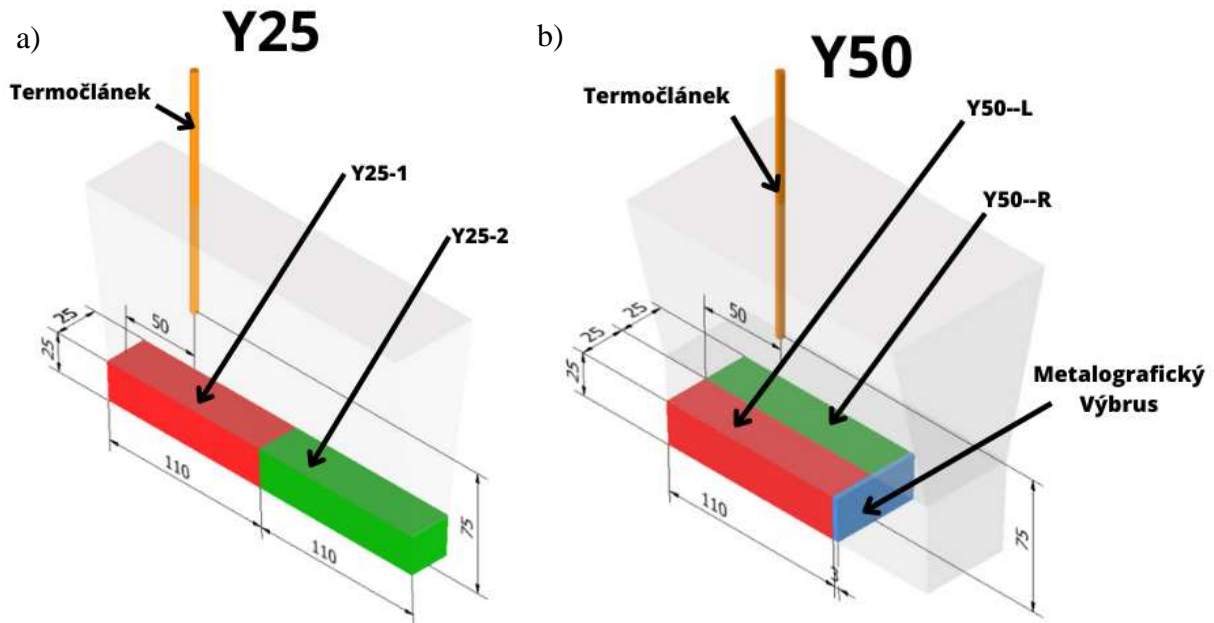 a)
Y25
Termočlánek
Y25-1
Y25-2
25
50
25
110
110
75
b)
Y50
Termočlánek
Y50--L
Y50--R
25
25
50
25
Metalografický
Výbrus
110
3
75